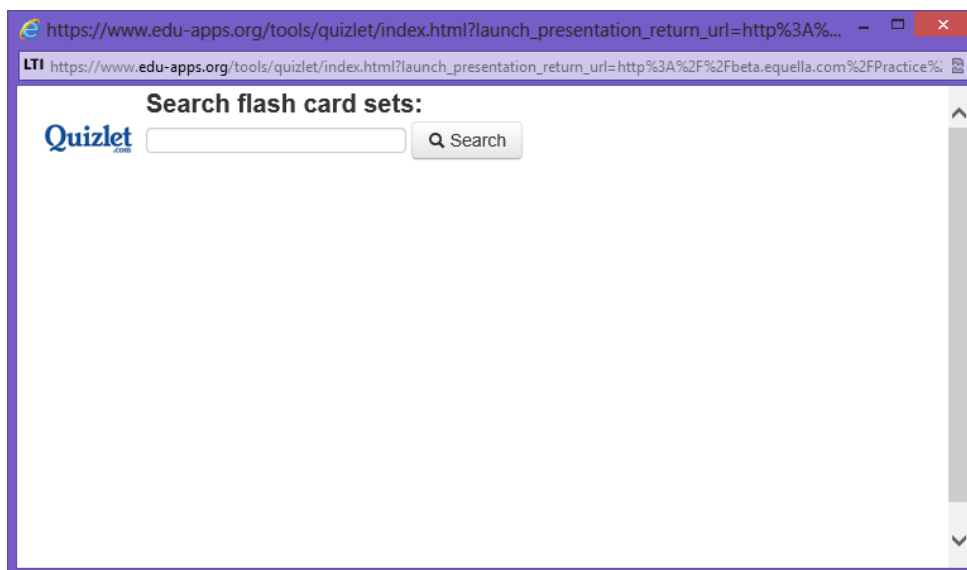 https://www.edu-apps.org/tools/quizlet/index.html?launch_presentation_return_url=http%3A%...
LTI https://www.edu-apps.org/tools/quizlet/index.html?launch_presentation_return_url=http%3A%2F%2Fbeta.equella.com%2FPractice%
Search flash card sets:
Quizlet.com Search